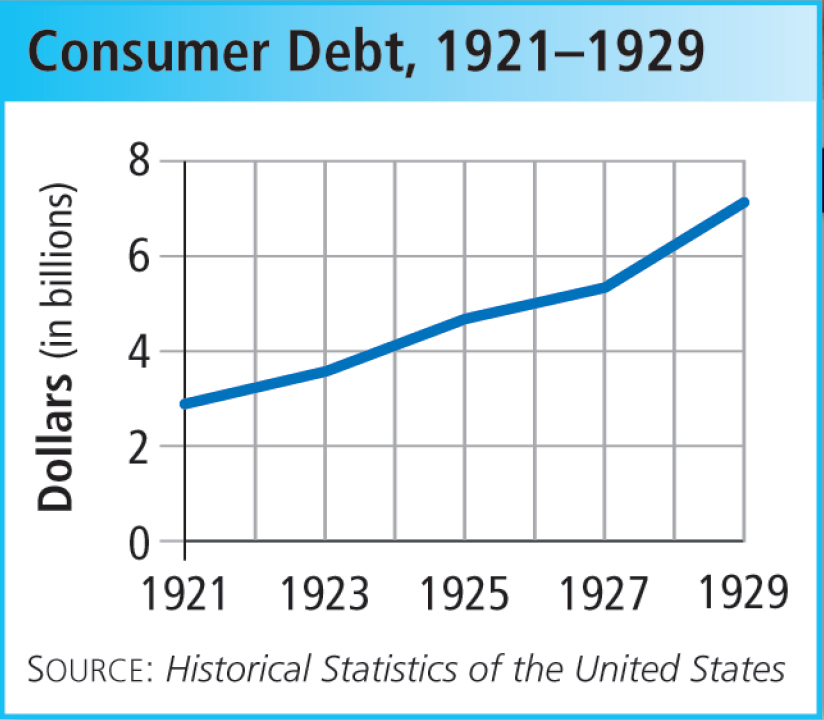 Consumer Debt, 1921–1929
Dollars (in billions)
8
6
4
2
0
1921 1923 1925 1927 1929
SOURCE: Historical Statistics of the United States